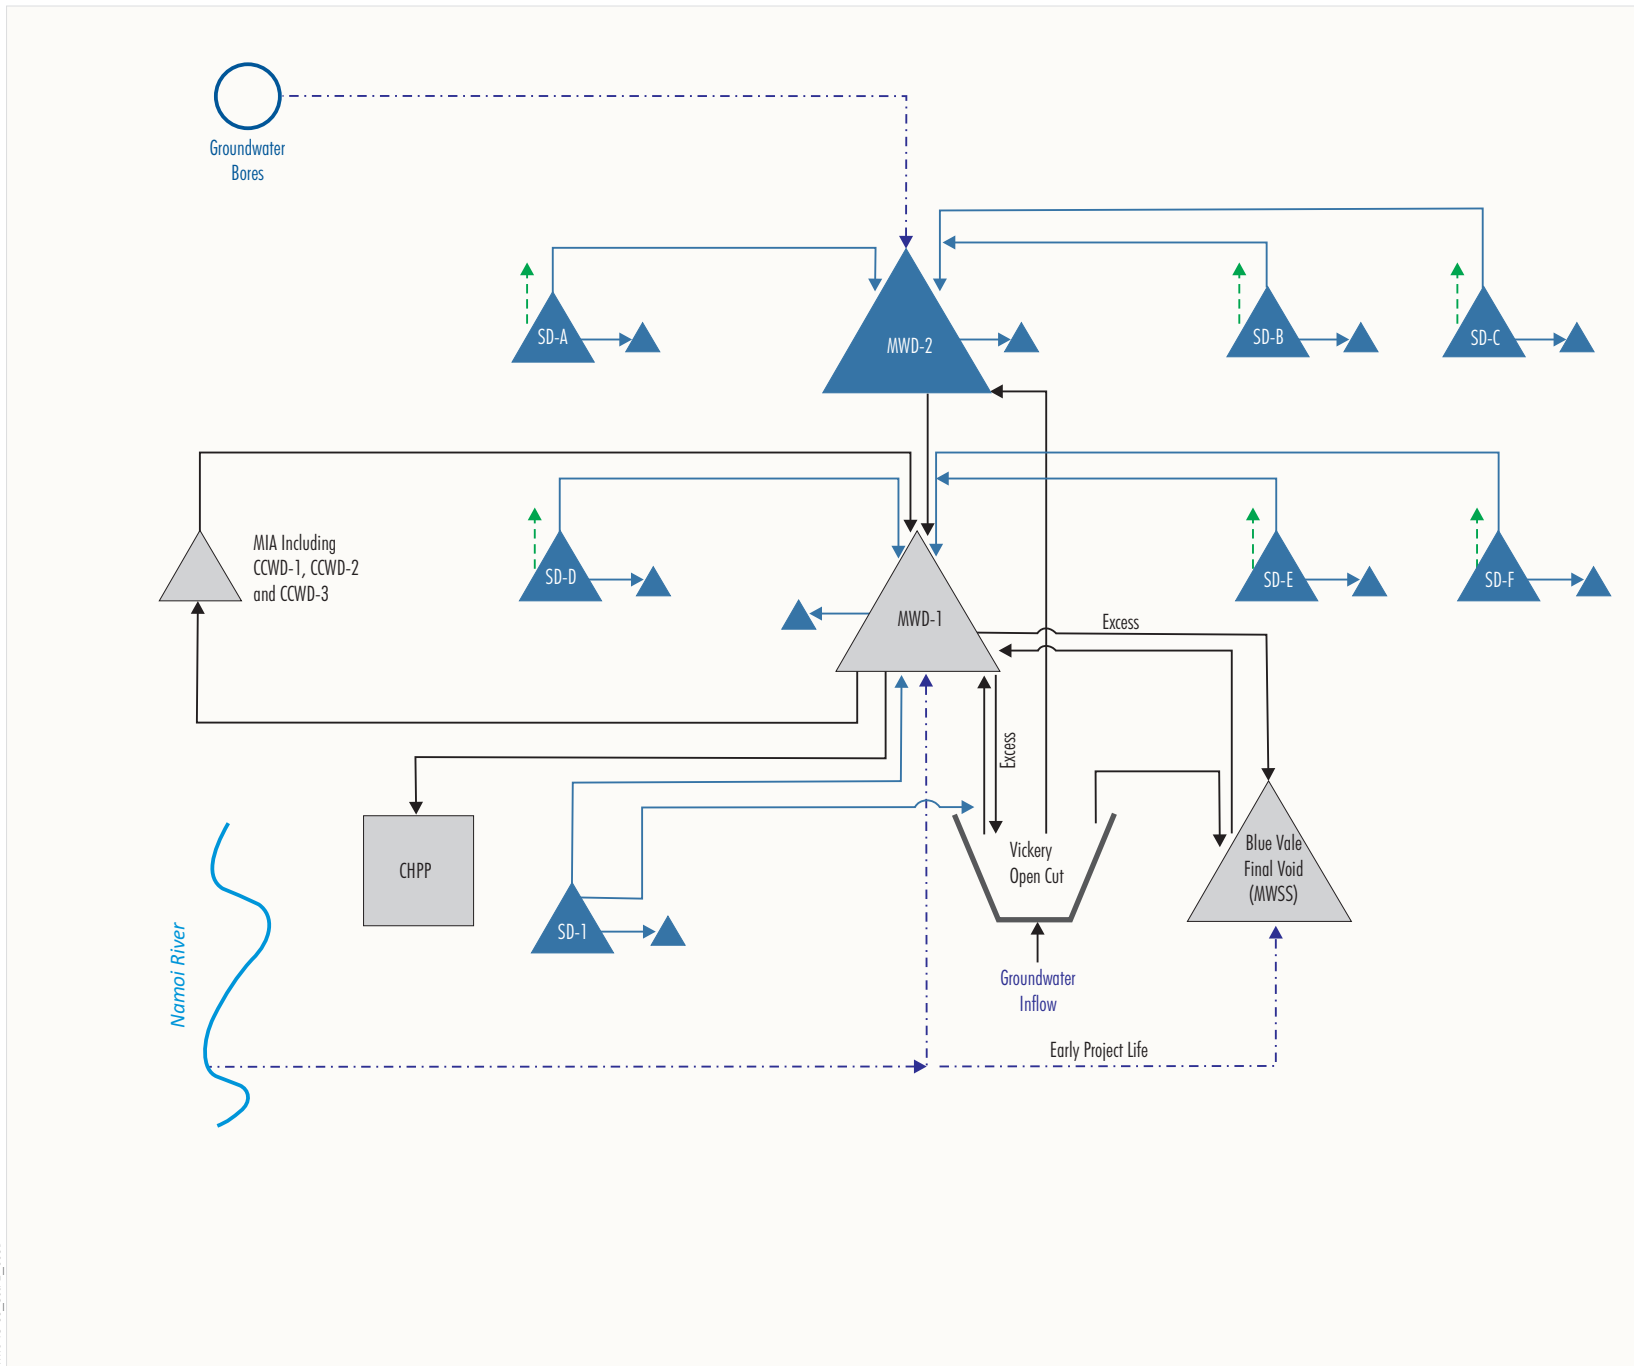 Groundwater
Bores
SD-A
MWD-2
SD-B
SD-C
MIA Including
CCWD-1, CCWD-2
and CCWD-3
SD-D
SD-E
SD-F
MWD-1
Excess
Excess
Vickery
Open Cut
Blue Vale
Final Void
(MWSS)
CHPP
SD-1
Namoi River
Groundwater
Inflow
Early Project Life